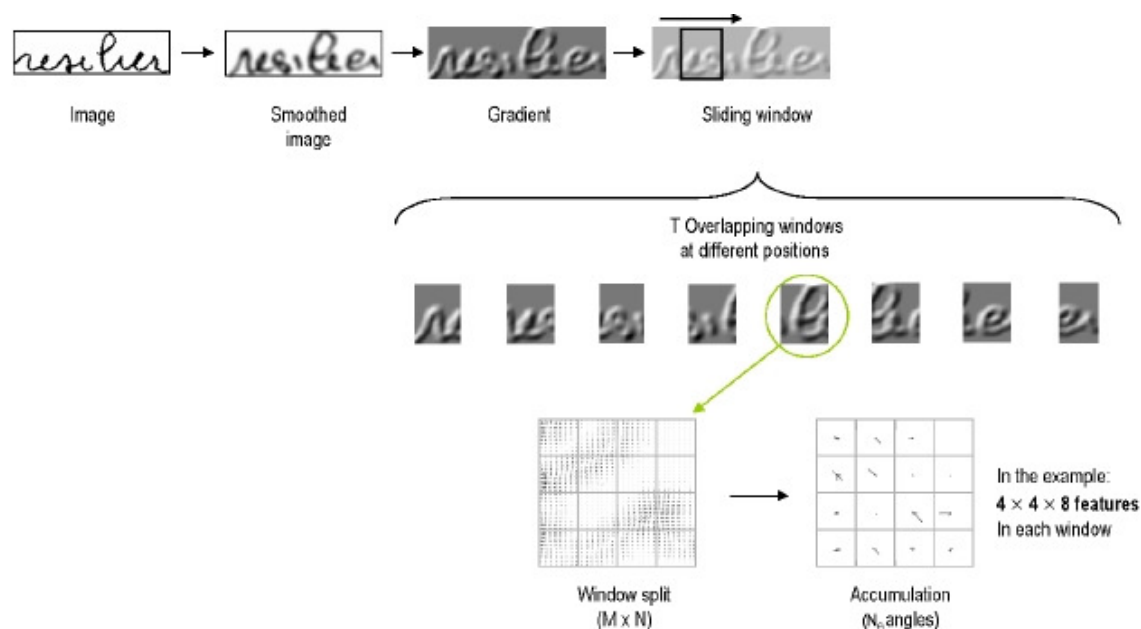 resilier
Image
Smoothed
image
Gradient
Sliding window
T Overlapping windows
at different positions
Window split
(M x N)
Accumulation
(Nθ angles)
In the example:
4 × 4 × 8 features
In each window